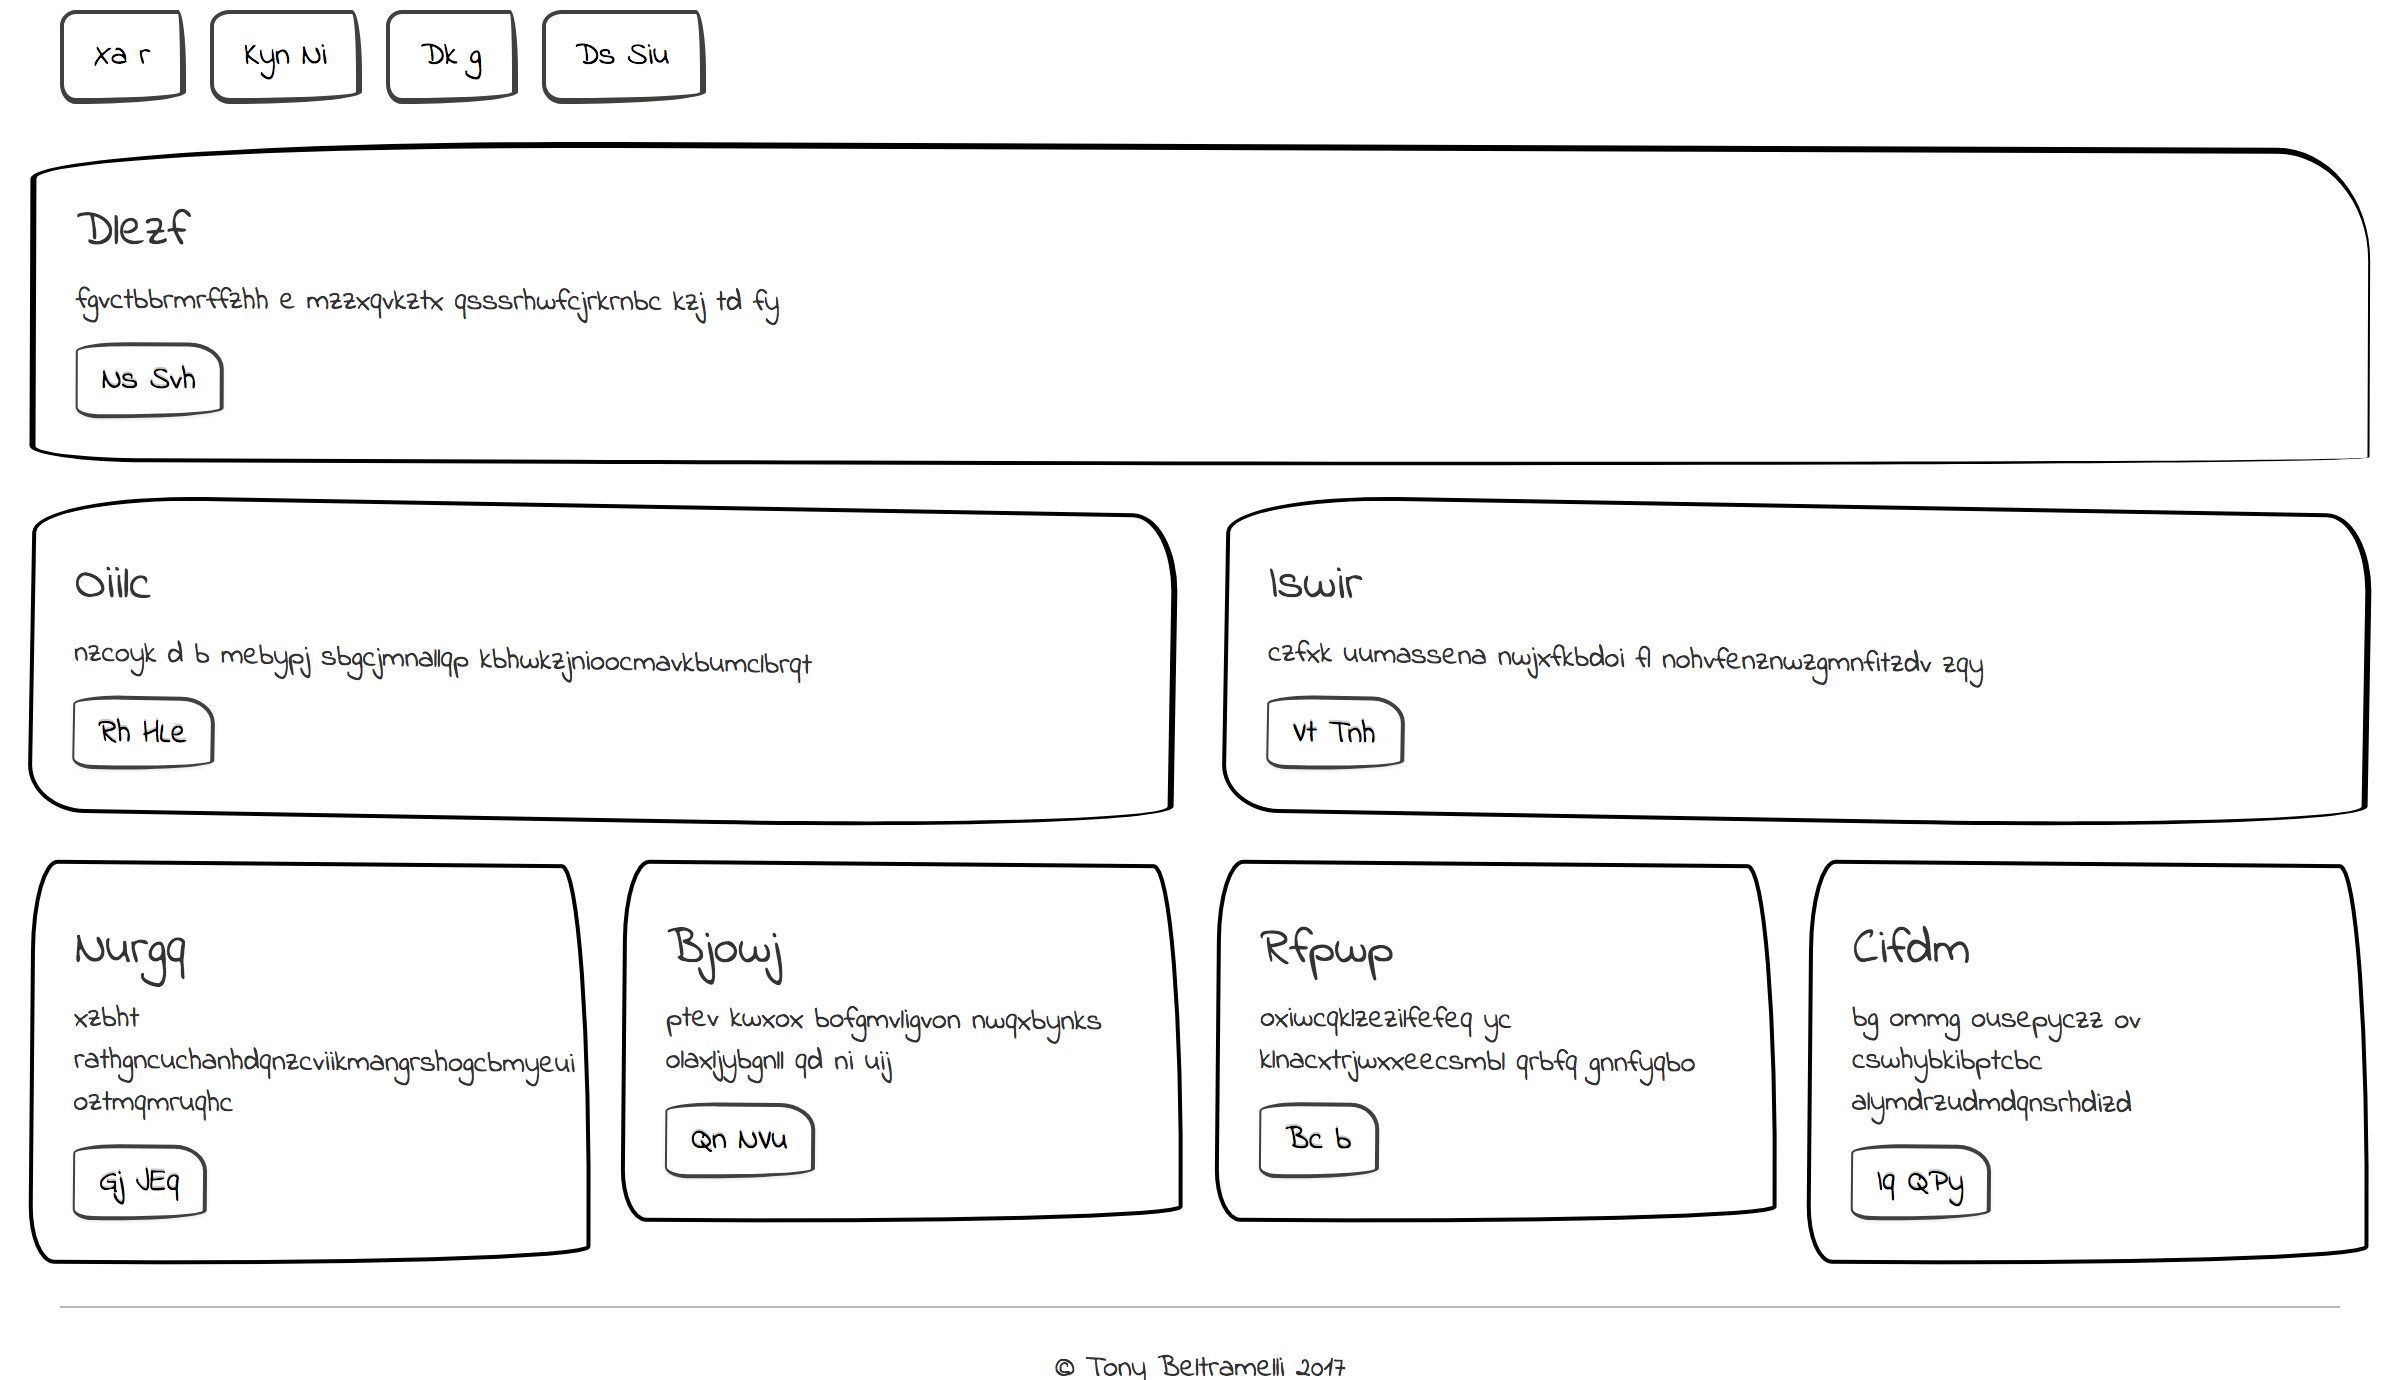 Xa r
Kyn Ni
Dk g
Ds Siu
Dlezf
fgvctbbrmrffzhh e mzzxqvkztx qsssrhwfcjrkrnbc kzj td fy
Ns Svh
Oiilc
nzcoyk d b mebypj sbgcjmnallqp kbhwkzjnioocmavkbumclbrqt
Rh HLe
Iswir
czfxk uumassena nwjxfkbdoi fl nohvfenznwzgmnfitzdv zqy
Vt Tnh
Nurgq
xzbht
rathgncuchanhdqnzcviikmangrshogcbmyeui
oztmqmruqhc
Gj JEq
Bjowj
ptev kwxox bofgmvligvon nwqxbynks
olaxljybgnll qd ni uij
Qn NVu
Rfpwp
oxiwcqklzezilfefeq yc
klnacxtrjwxxeecsmbl qrbfq gnnfyqbo
Bc b
Cifdm
bg ommg ousepyczz ov
cswhybkibptcbc
alymdrzudmdqnsrhdizd
Iq QPy
© Tony Beltramelli 2017